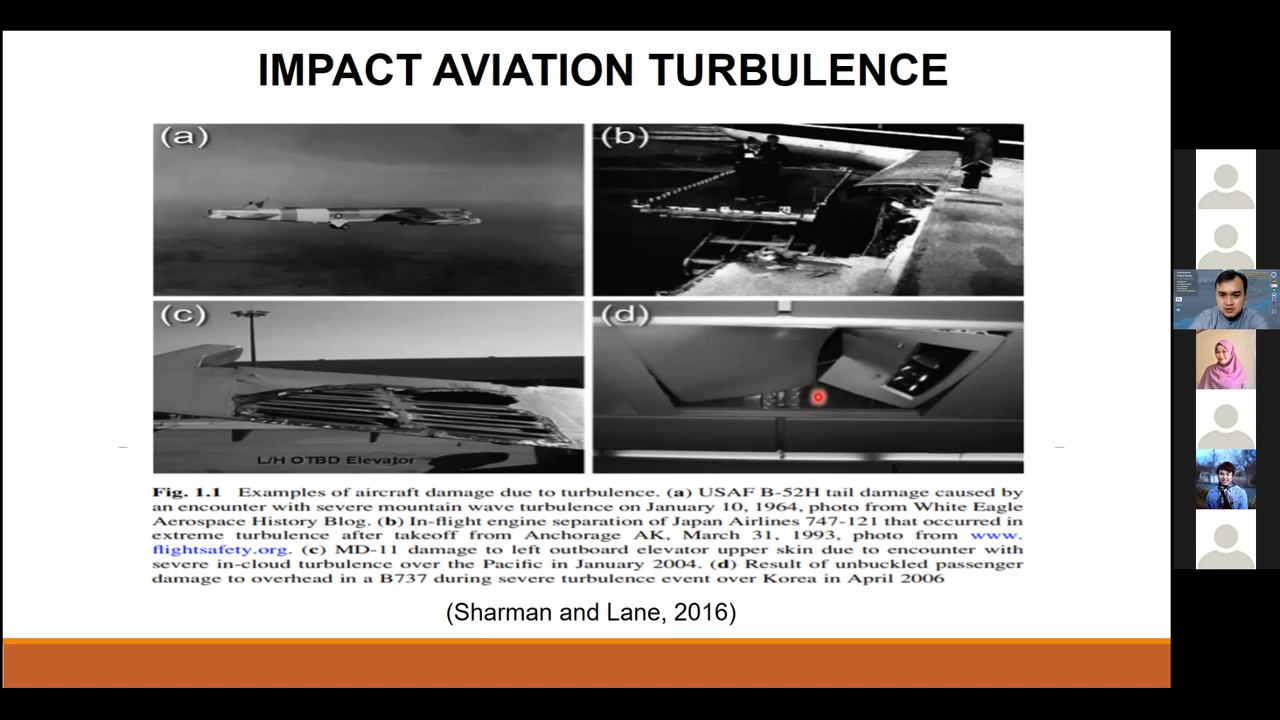 IMPACT AVIATION TURBULENCE
(a)
(b)
(c)
(d)
L/H OTBD Elevator
Fig. 1.1 Examples of aircraft damage due to turbulence. (a) USAF B-52H tail damage caused by
an encounter with severe mountain wave turbulence on January 10, 1964, photo from White Eagle
Aerospace History Blog. (b) In-flight engine separation of Japan Airlines 747-121 that occurred in
extreme turbulence after takeoff from Anchorage AK, March 31, 1993, photo from www.
flightsafety.org. (c) MD-11 damage to left outboard elevator upper skin due to encounter with
severe in-cloud turbulence over the Pacific in January 2004. (d) Result of unbuckled passenger
damage to overhead in a B737 during severe turbulence event over Korea in April 2006
(Sharman and Lane, 2016)